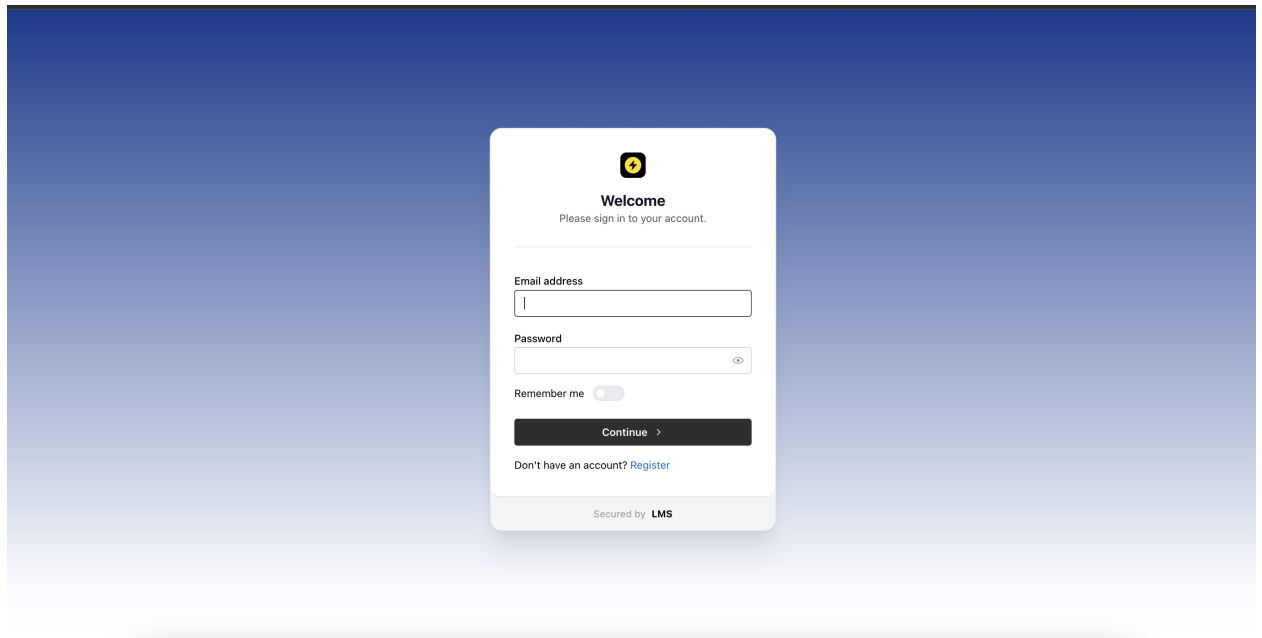 Welcome
Please sign in to your account.
Email address
Password
Remember me
Continue
Don't have an account? Register
Secured by LMS